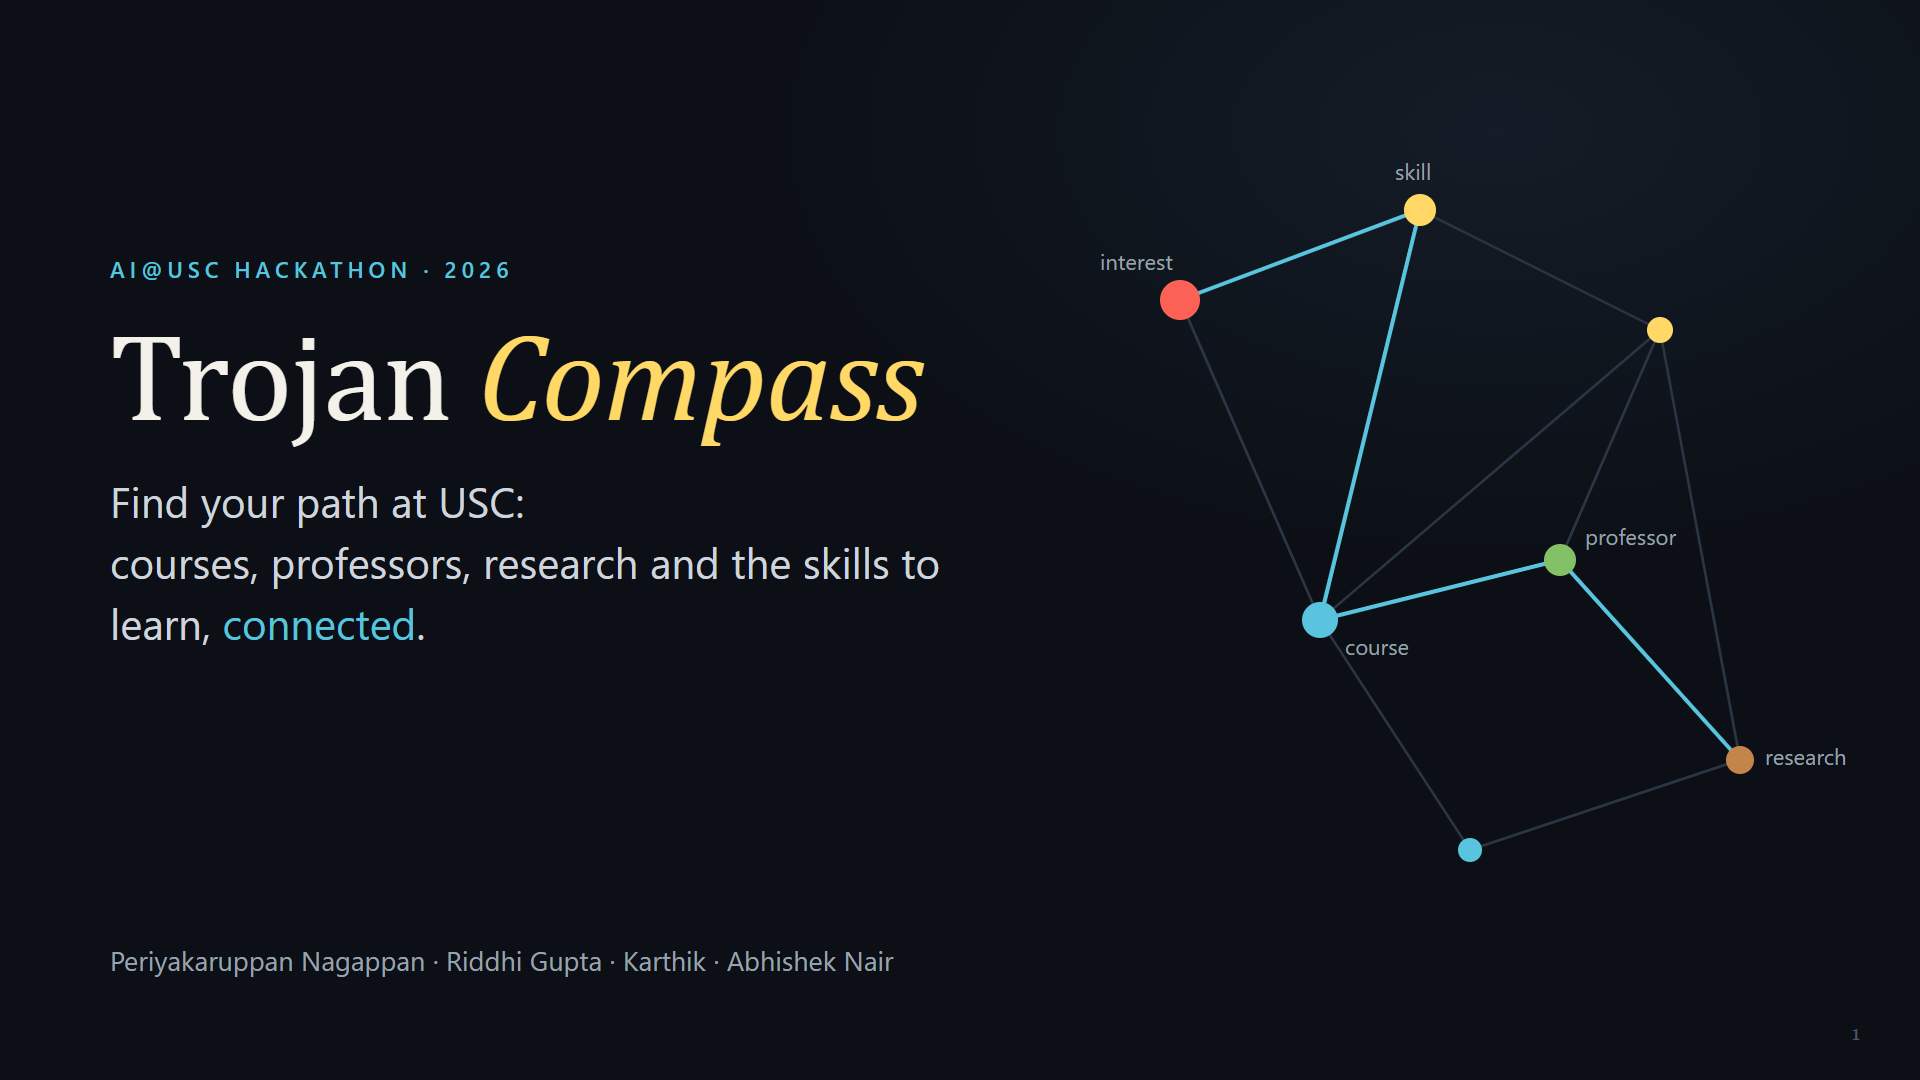 AI@USC HACKATHON · 2026
Trojan Compass
Find your path at USC:
courses, professors, research and the skills to
learn, connected.
skill
interest
professor
course
research
Periyakaruppan Nagappan · Riddhi Gupta · Karthik · Abhishek Nair
1